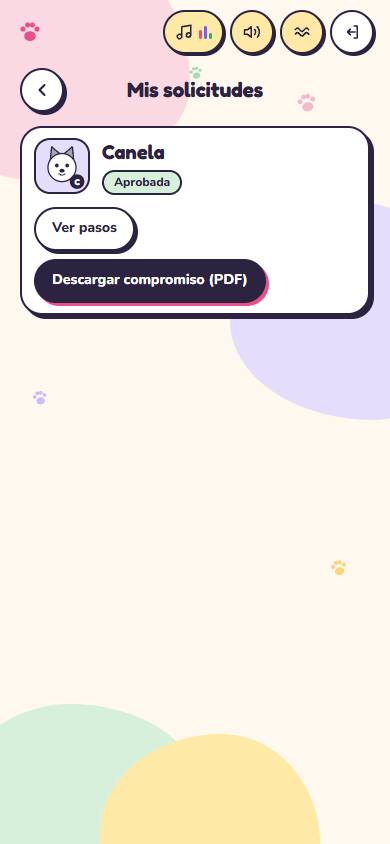 Mis solicitudes
Canela
C
Aprobada
Ver pasos
Descargar compromiso (PDF)